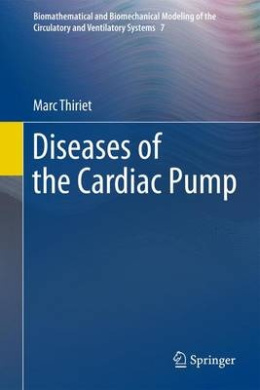 Biomathematical and Biomechanical Modeling of the
Circulatory and Ventilatory Systems 7
Marc Thiriet
Diseases of
the Cardiac Pump
Springer